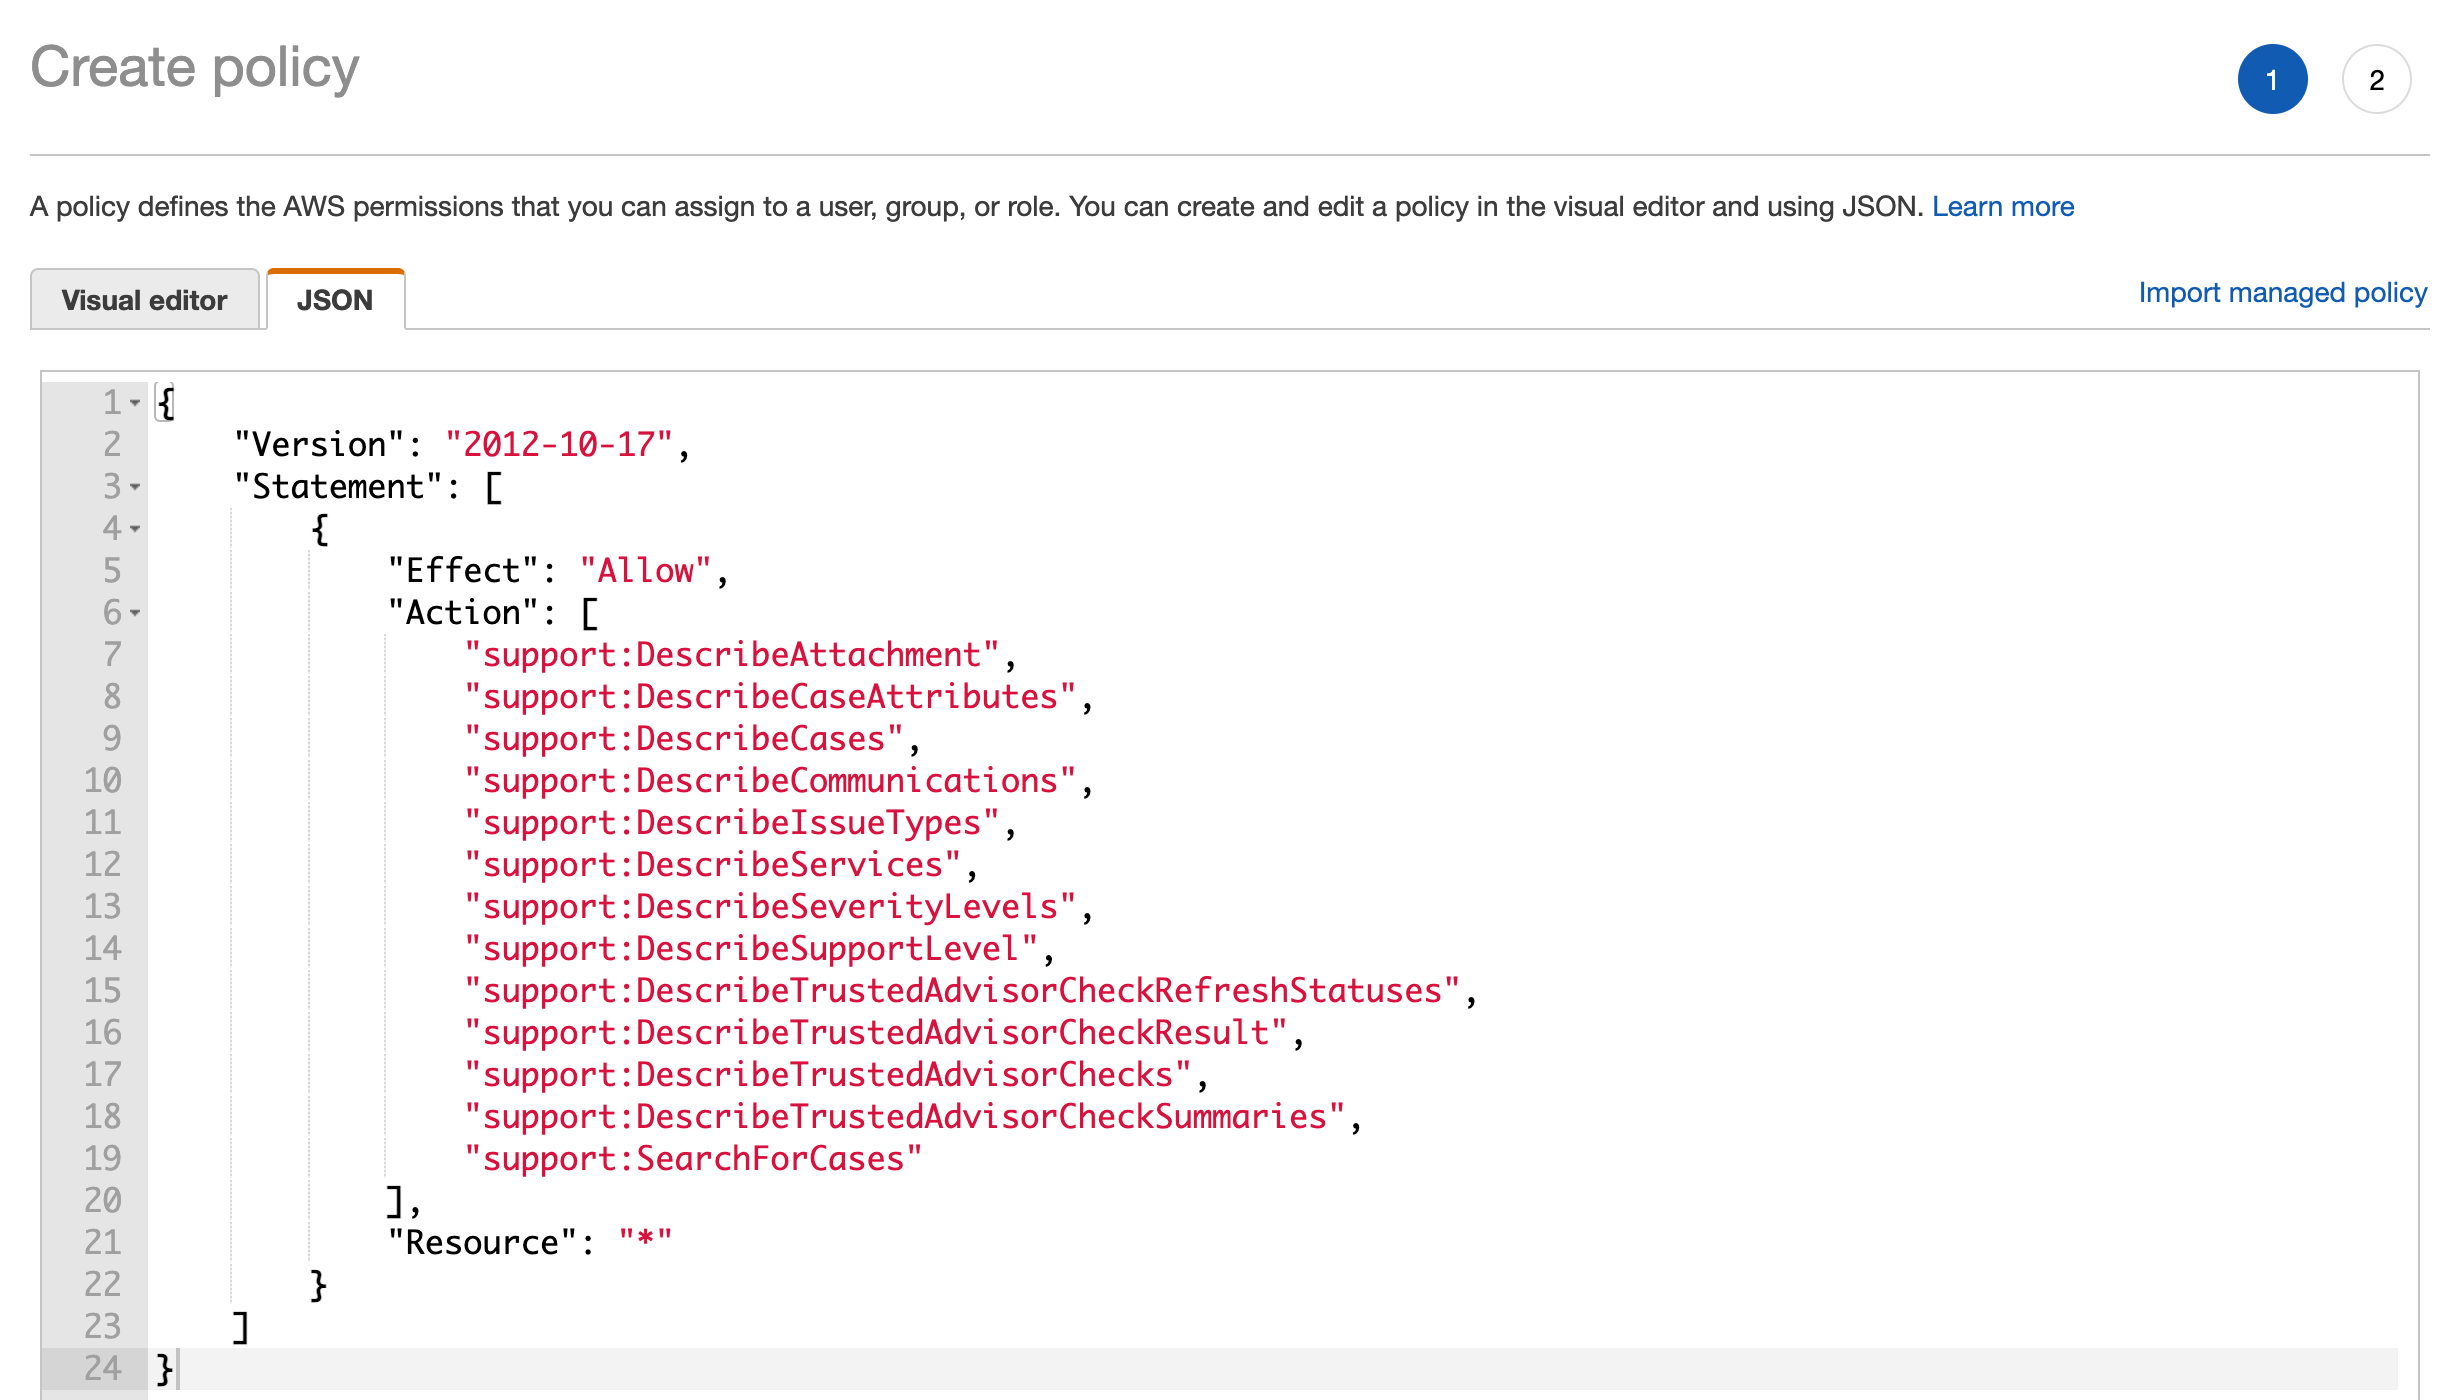 Create policy
1
2
A policy defines the AWS permissions that you can assign to a user, group, or role. You can create and edit a policy in the visual editor and using JSON. Learn more
Visual editor
JSON
Import managed policy
1 {
2     "Version": "2012-10-17",
3     "Statement": [
4         {
5             "Effect": "Allow",
6             "Action": [
7                 "support:DescribeAttachment",
8                 "support:DescribeCaseAttributes",
9                 "support:DescribeCases",
10                 "support:DescribeCommunications",
11                 "support:DescribeIssueTypes",
12                 "support:DescribeServices",
13                 "support:DescribeSeverityLevels",
14                 "support:DescribeSupportLevel",
15                 "support:DescribeTrustedAdvisorCheckRefreshStatuses",
16                 "support:DescribeTrustedAdvisorCheckResult",
17                 "support:DescribeTrustedAdvisorChecks",
18                 "support:DescribeTrustedAdvisorCheckSummaries",
19                 "support:SearchForCases"
20             ],
21             "Resource": "*"
22         }
23     ]
24 }